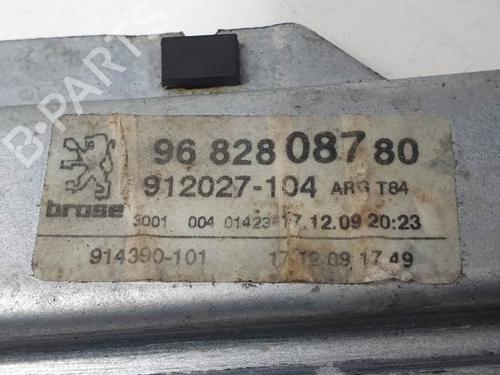 96 828 087 80
912027-104 ARG T84
brose
3001 004 01423 17.12.09 20:23
914390-101 17.12.09 17:49
B-PARTS